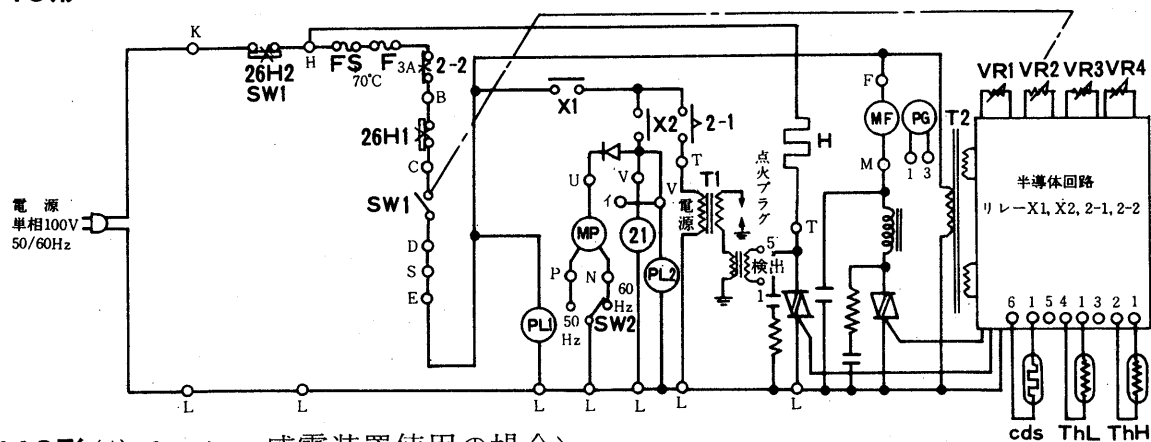 K
26H2
SW1
H
FS
70℃
F
3A
2-2
B
26H1
C
SW1
D
S
E
電源
単相100V
50/60Hz
X1
X2
2-1
T
U
V
イ
V
MP
21
P
N
60
Hz
50
Hz
SW2
PL1
PL2
T1
電源
点火プラグ
5
検出
1
H
T
F
MF
PG
M
1 3
T2
VR1 VR2 VR3 VR4
半導体回路
リレーX1, X2, 2-1, 2-2
6 1 5 4 1 3 2 1
L L L L L L L
cds ThL ThH